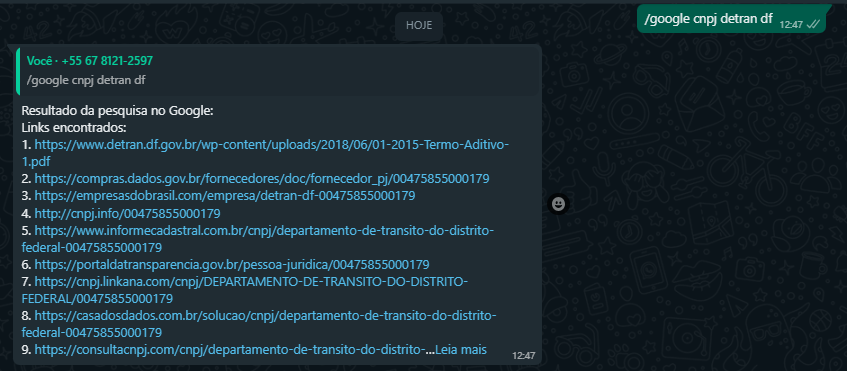 /google cnpj detran df
12:47
HOJE
Você · +55 67 8121-2597
/google cnpj detran df
Resultado da pesquisa no Google:
Links encontrados:
1. https://www.detran.df.gov.br/wp-content/uploads/2018/06/01-2015-Termo-Aditivo-
1.pdf
2. https://compras.dados.gov.br/fornecedores/doc/fornecedor_pj/00475855000179
3. https://empresasdobrasil.com/empresa/detran-df-00475855000179
4. http://cnpj.info/00475855000179
5. https://www.informecadastral.com.br/cnpj/departamento-de-transito-do-distrito-
federal-00475855000179
6. https://portaldatransparencia.gov.br/pessoa-juridica/00475855000179
7. https://cnpj.linkana.com/cnpj/DEPARTAMENTO-DE-TRANSITO-DO-DISTRITO-
FEDERAL/00475855000179
8. https://casadosdados.com.br/solucao/cnpj/departamento-de-transito-do-distrito-
federal-00475855000179
9. https://consultacnpj.com/cnpj/departamento-de-transito-do-distrito-...Leia mais
12:47